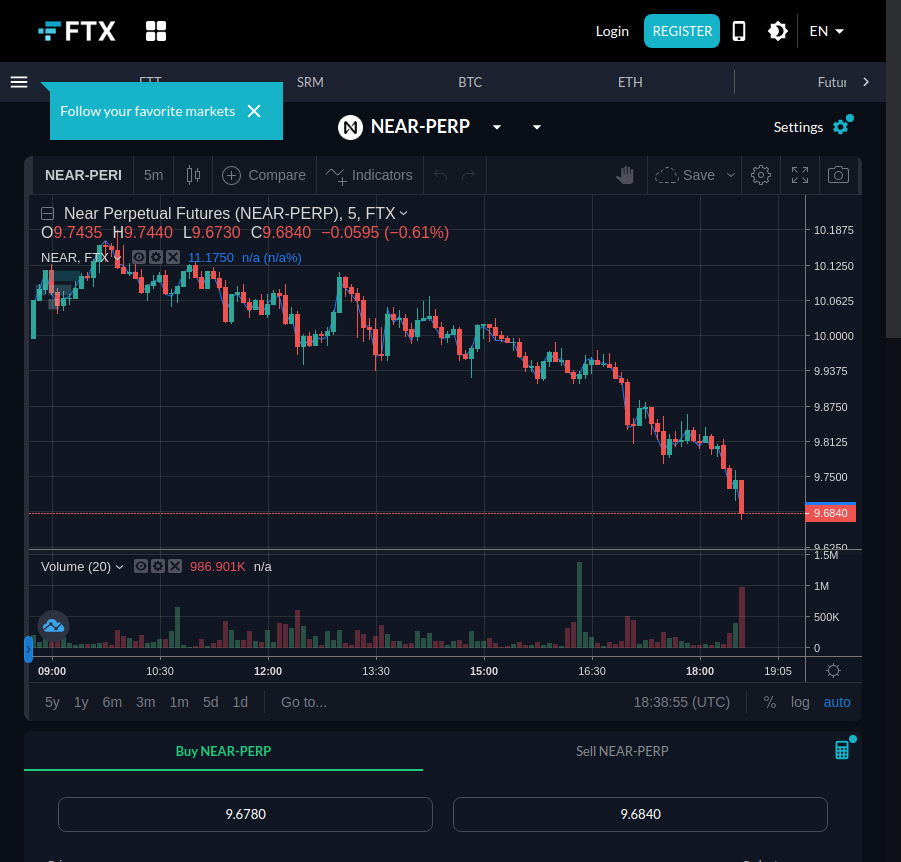 FTX
Login
REGISTER
EN
FTT SRM BTC ETH Futur
Follow your favorite markets
NEAR-PERP
Settings
NEAR-PERI 5m Compare Indicators Save
Near Perpetual Futures (NEAR-PERP), 5, FTX
O9.7435 H9.7440 L9.6730 C9.6840 −0.0595 (−0.61%)
NEAR, FTX 11.1750 n/a (n/a%)
10.1875
10.1250
10.0625
10.0000
9.9375
9.8750
9.8125
9.7500
9.6840
9.6250
Volume (20) 986.901K n/a
1.5M
1M
500K
0
09:00 10:30 12:00 13:30 15:00 16:30 18:00 19:05
5y 1y 6m 3m 1m 5d 1d Go to... 18:38:55 (UTC) % log auto
Buy NEAR-PERP Sell NEAR-PERP
9.6780 9.6840